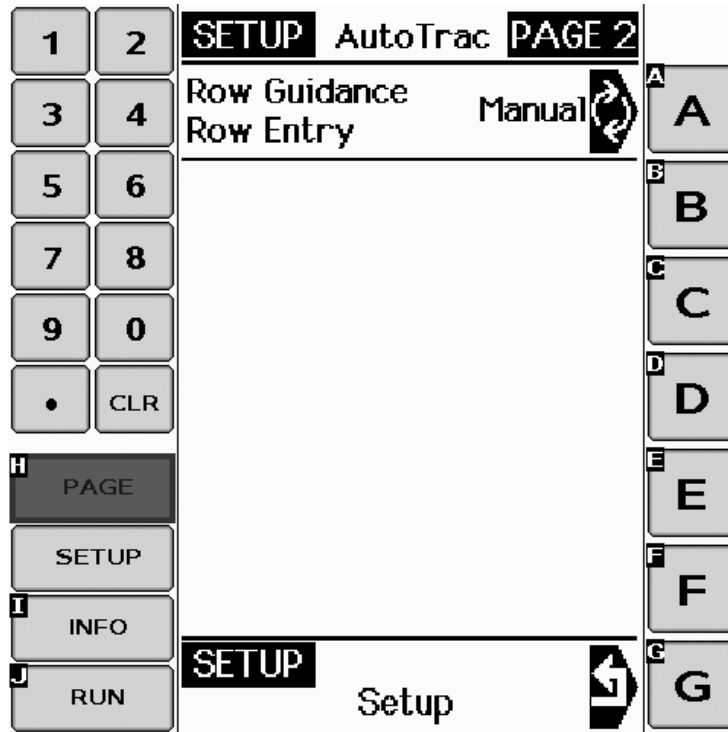 1 2
3 4
5 6
7 8
9 0
. CLR
H PAGE
SETUP
I INFO
J RUN
SETUP AutoTrac PAGE 2
Row Guidance
Row Entry
Manual
SETUP
Setup
A A
B B
C C
D D
E E
F F
G G